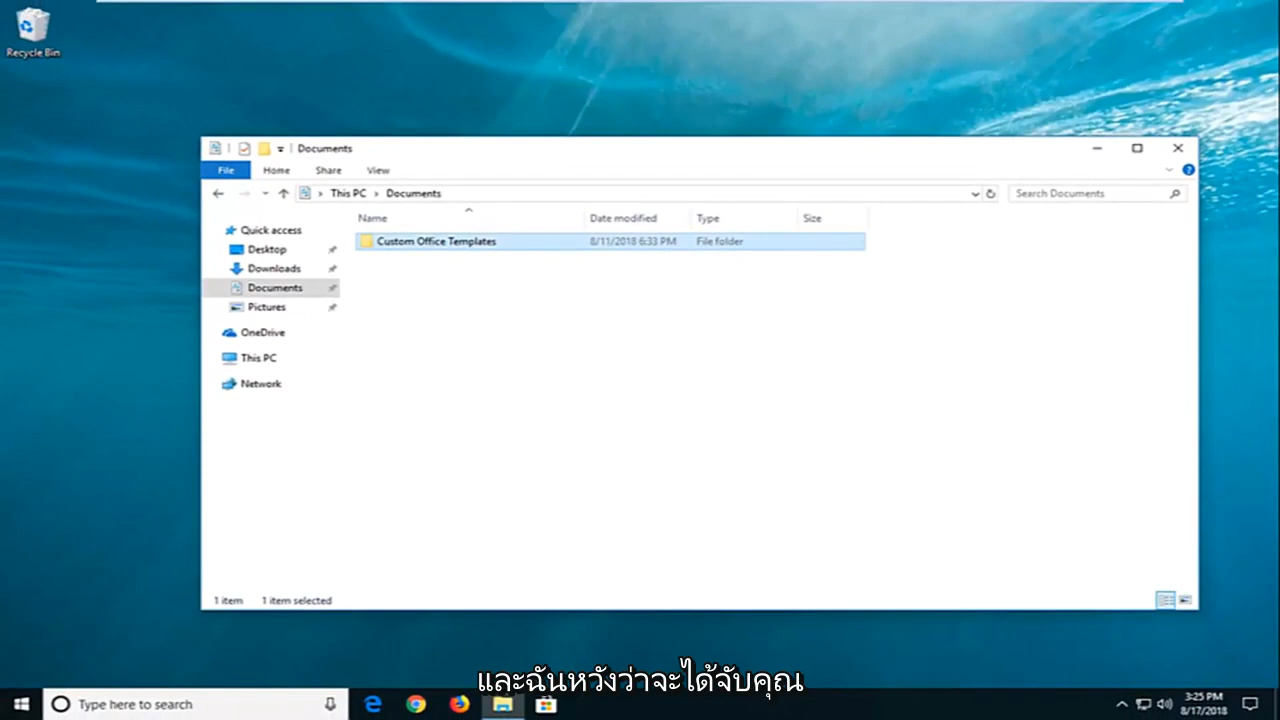 Recycle Bin
Documents
File Home Share View
This PC Documents
Search Documents
Name Date modified Type Size
Quick access
Custom Office Templates 8/11/2018 6:33 PM File folder
Desktop
Downloads
Documents
Pictures
OneDrive
This PC
Network
1 item 1 item selected
และฉันหวังว่าจะได้จับคุณ
Type here to search
3:25 PM
8/17/2018